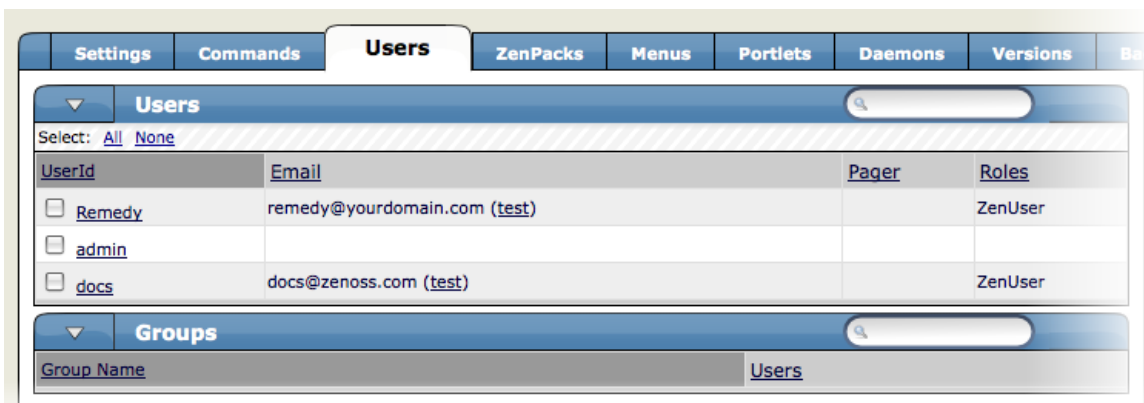 Settings Commands Users ZenPacks Menus Portlets Daemons Versions Ba
Users
Select: All None
UserId Email Pager Roles
Remedy remedy@yourdomain.com (test) ZenUser
admin
docs docs@zenoss.com (test) ZenUser
Groups
Group Name Users